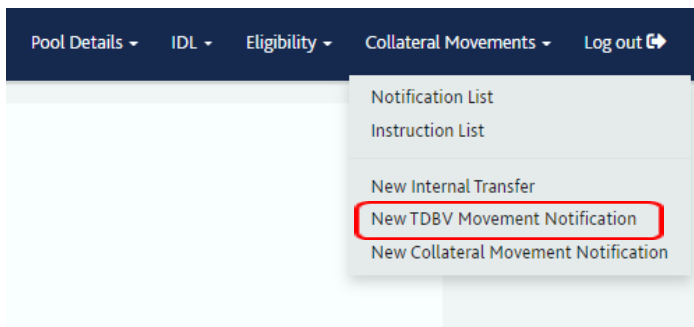 Pool Details IDL Eligibility Collateral Movements Log out
Notification List
Instruction List
New Internal Transfer
New TDBV Movement Notification
New Collateral Movement Notification